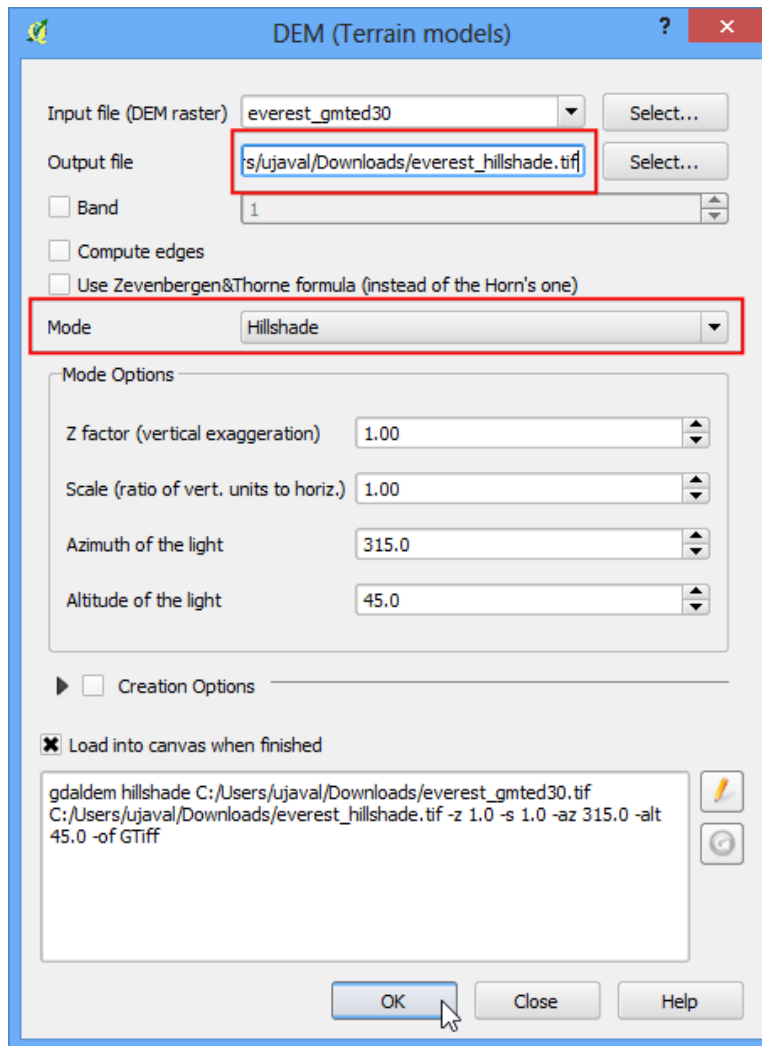 DEM (Terrain models)
?
Input file (DEM raster) everest_gmted30 Select...
Output file s/ujaval/Downloads/everest_hillshade.tif Select...
Band 1
Compute edges
Use Zevenbergen&Thorne formula (instead of the Horn's one)
Mode Hillshade
Mode Options
Z factor (vertical exaggeration) 1.00
Scale (ratio of vert. units to horiz.) 1.00
Azimuth of the light 315.0
Altitude of the light 45.0
Creation Options
Load into canvas when finished
gdaldem hillshade C:/Users/ujaval/Downloads/everest_gmted30.tif
C:/Users/ujaval/Downloads/everest_hillshade.tif -z 1.0 -s 1.0 -az 315.0 -alt
45.0 -of GTiff
OK Close Help